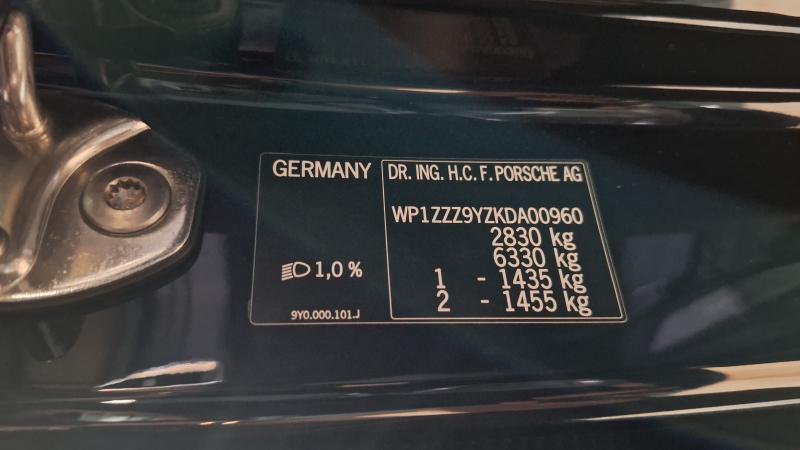 GERMANY
DR. ING. H.C. F. PORSCHE AG
WP1ZZZ9YZKDA00960
2830 kg
6330 kg
1 - 1435 kg
2 - 1455 kg
1,0 %
9Y0.000.101.J